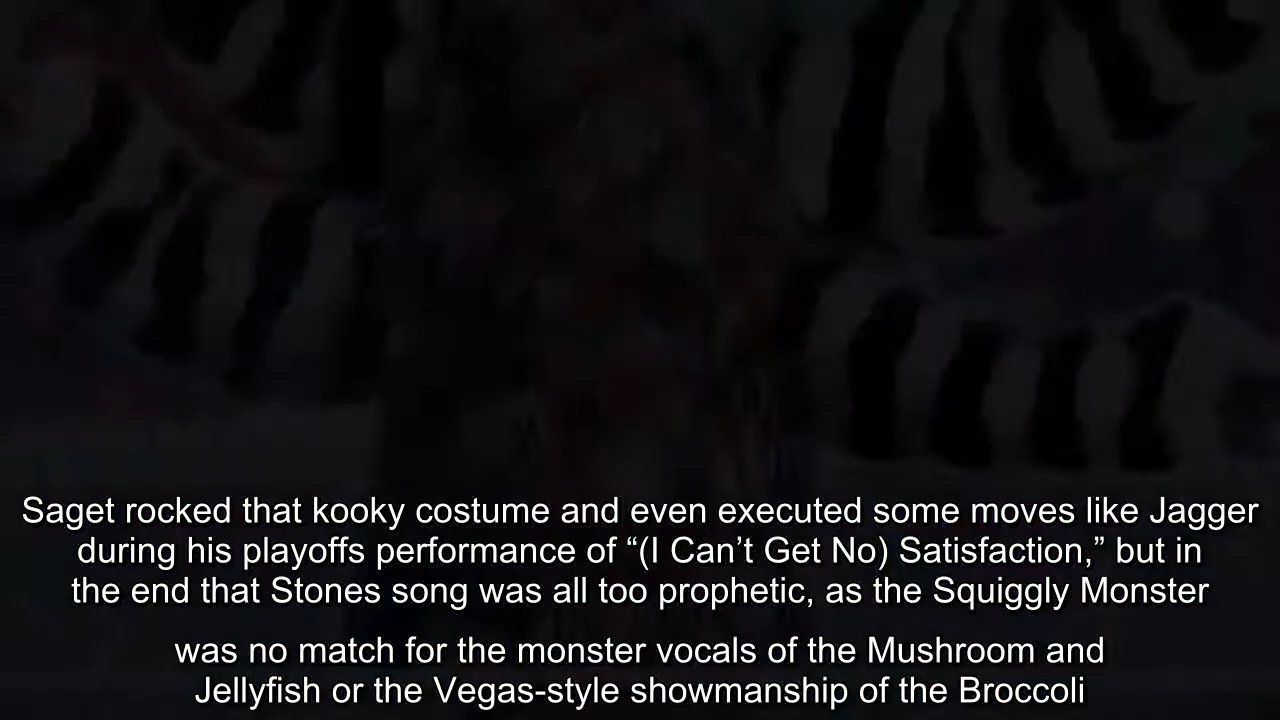 Saget rocked that kooky costume and even executed some moves like Jagger
during his playoffs performance of “(I Can’t Get No) Satisfaction,” but in
the end that Stones song was all too prophetic, as the Squiggly Monster
was no match for the monster vocals of the Mushroom and
Jellyfish or the Vegas-style showmanship of the Broccoli